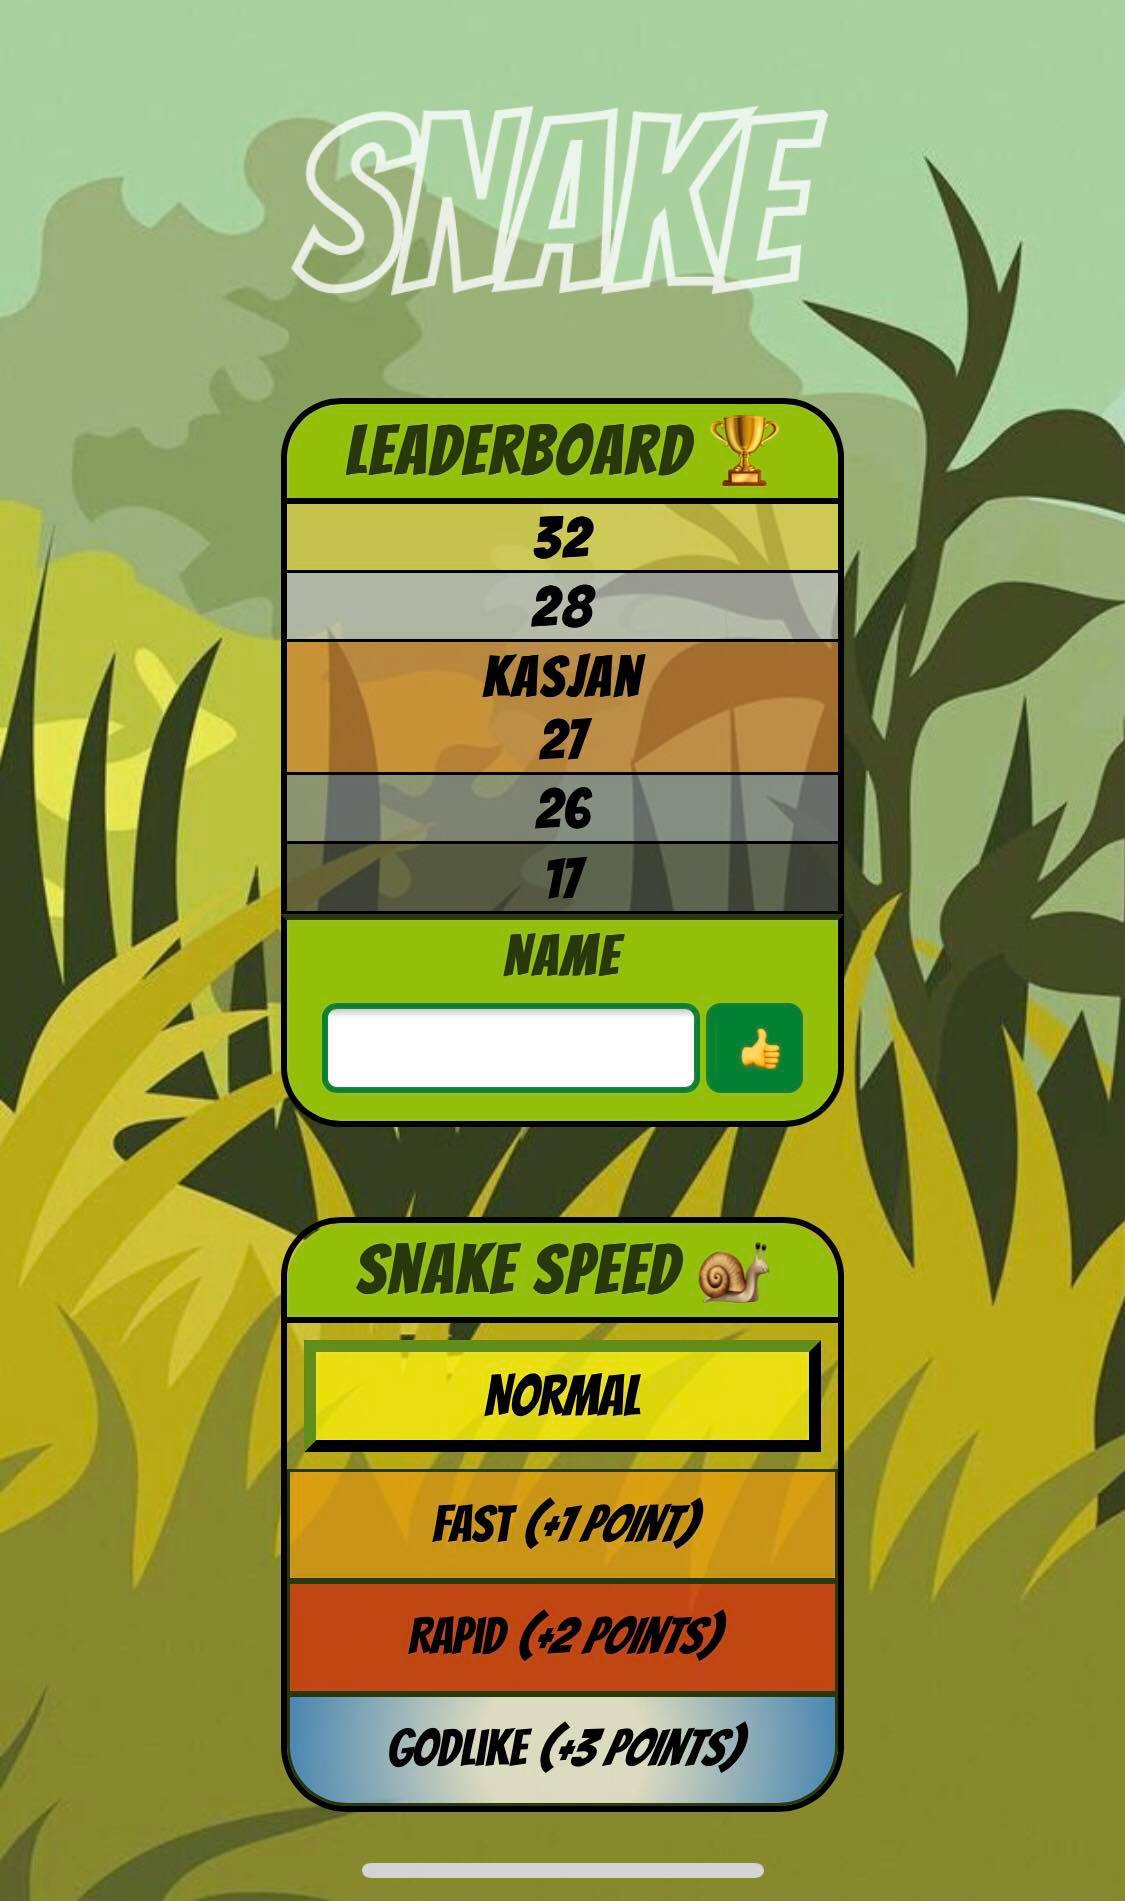 SNAKE
LEADERBOARD 🏆
32
28
KASJAN
27
26
17
NAME
👍
SNAKE SPEED 🐌
NORMAL
FAST (+1 POINT)
RAPID (+2 POINTS)
GODLIKE (+3 POINTS)